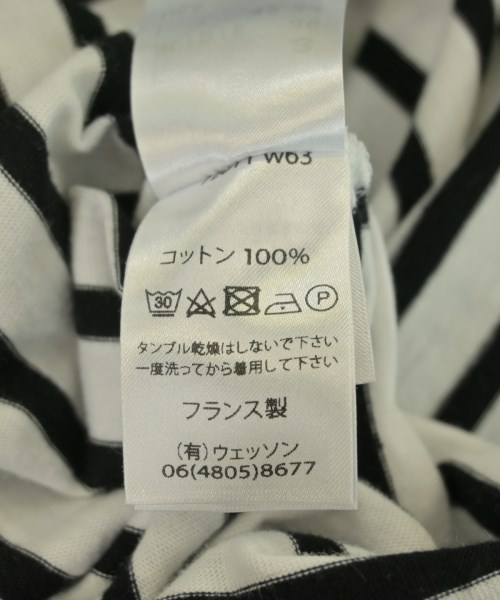 W63
コットン 100%
30 P
タンブル乾燥はしないで下さい
一度洗ってから着用して下さい
フランス製
(有)ウェッソン
06(4805)8677